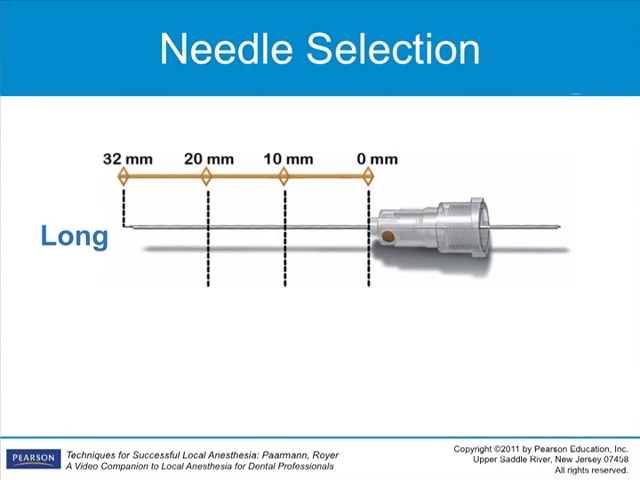 Needle Selection
32 mm 20 mm 10 mm 0 mm
Long
PEARSON
Techniques for Successful Local Anesthesia: Paarmann, Royer
A Video Companion to Local Anesthesia for Dental Professionals
Copyright ©2011 by Pearson Education, Inc.
Upper Saddle River, New Jersey 07458
All rights reserved.